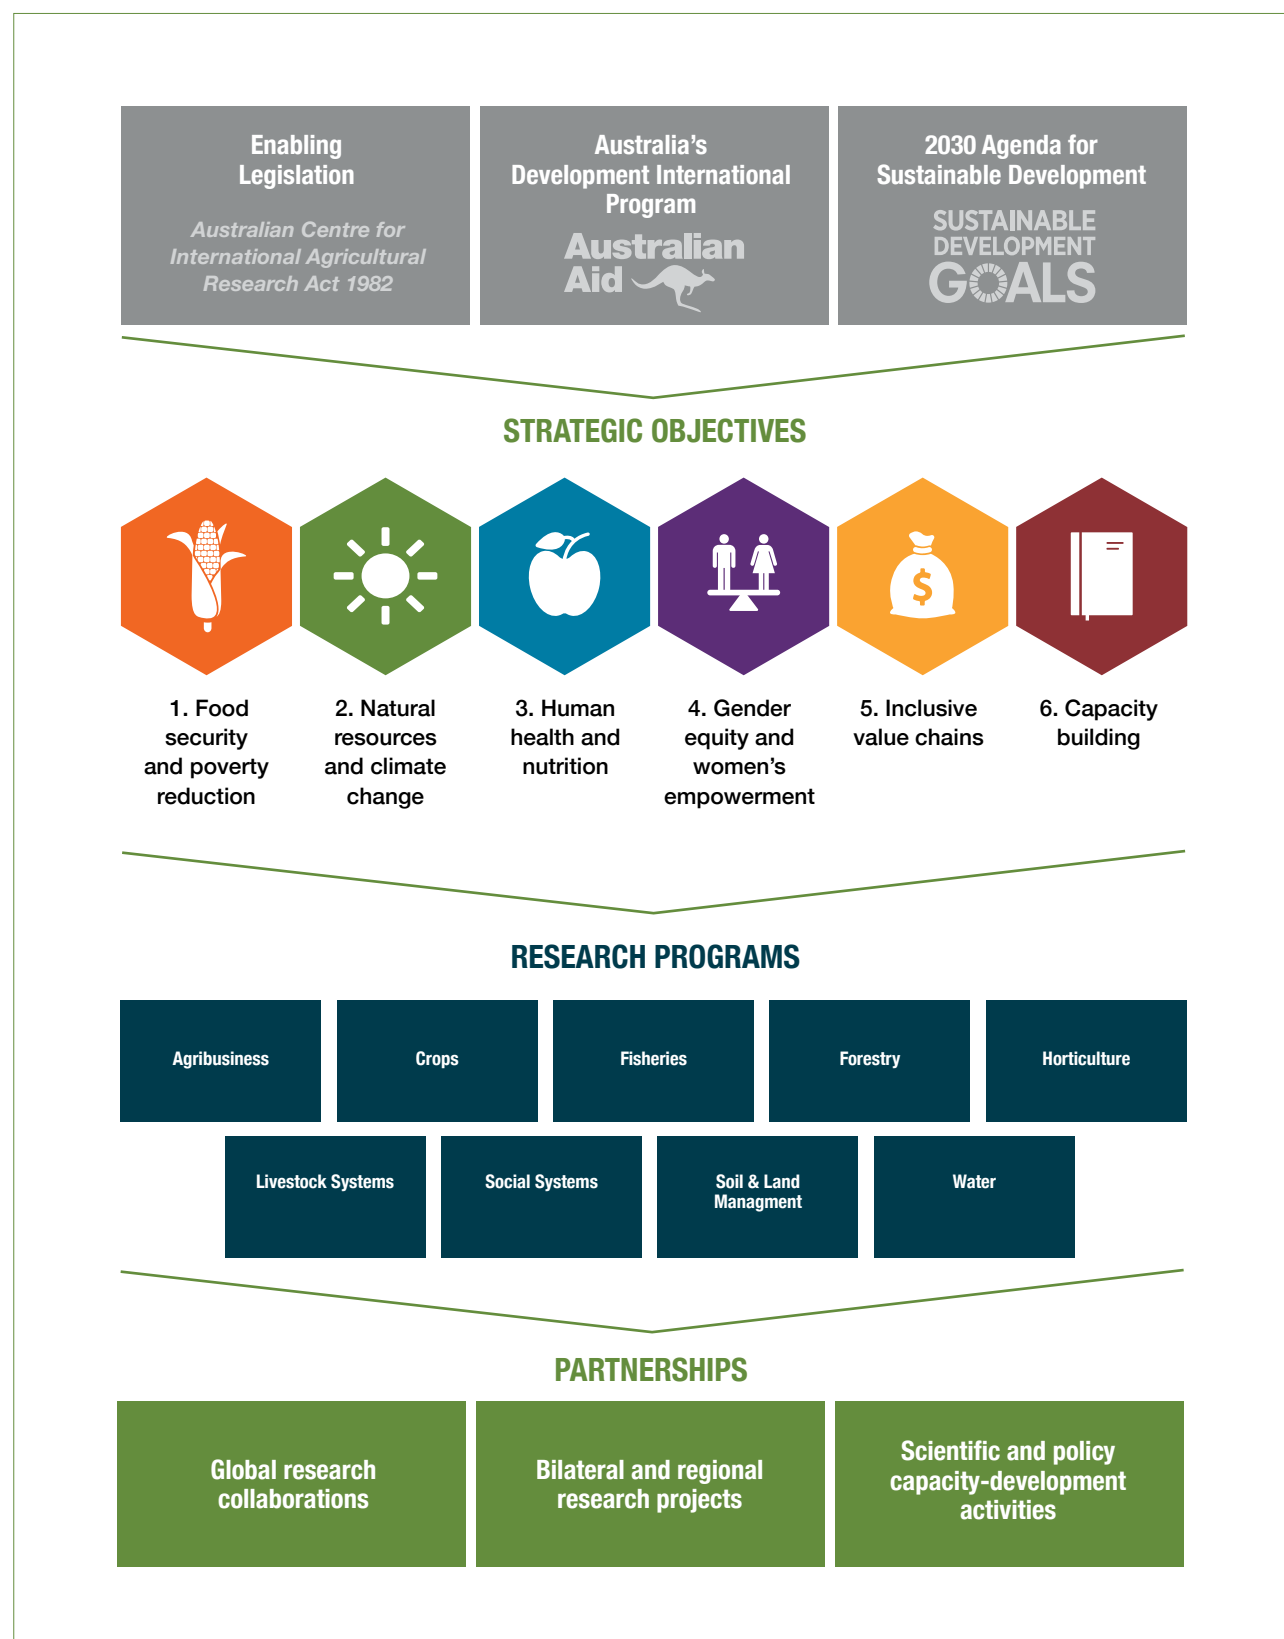 Enabling
Legislation
Australian Centre for
International Agricultural
Research Act 1982
Australia’s
Development International
Program
Australian
Aid
2030 Agenda for
Sustainable Development
SUSTAINABLE
DEVELOPMENT
GOALS
STRATEGIC OBJECTIVES
$
1. Food
security
and poverty
reduction
2. Natural
resources
and climate
change
3. Human
health and
nutrition
4. Gender
equity and
women’s
empowerment
5. Inclusive
value chains
6. Capacity
building
RESEARCH PROGRAMS
Agribusiness
Crops
Fisheries
Forestry
Horticulture
Livestock Systems
Social Systems
Soil & Land
Managment
Water
PARTNERSHIPS
Global research
collaborations
Bilateral and regional
research projects
Scientific and policy
capacity-development
activities